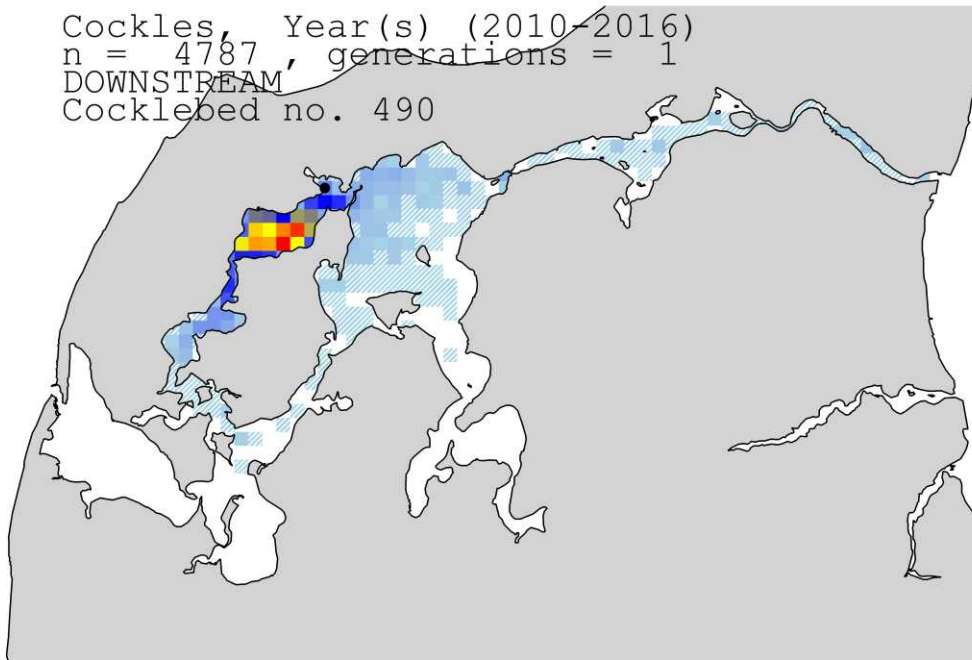 Cockles, Year(s) (2010-2016)
n = 4787 , generations = 1
DOWNSTREAM
Cocklebed no. 490